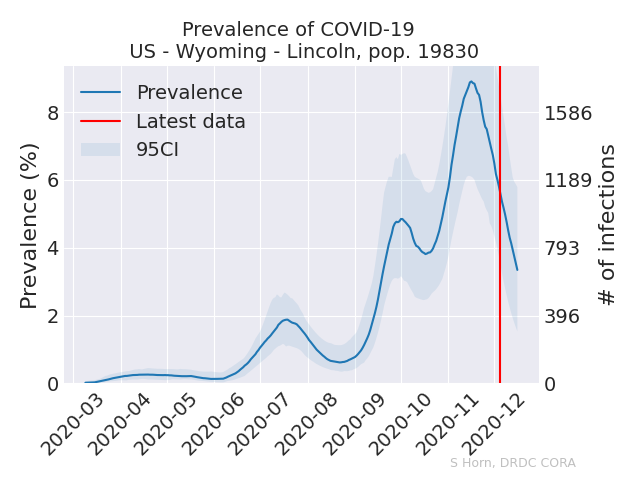 Prevalence of COVID-19
US - Wyoming - Lincoln, pop. 19830
Prevalence
Latest data
95CI
Prevalence (%)
8
6
4
2
0
1586
1189
793
396
0
# of infections
2020-03
2020-04
2020-05
2020-06
2020-07
2020-08
2020-09
2020-10
2020-11
2020-12
S Horn, DRDC CORA